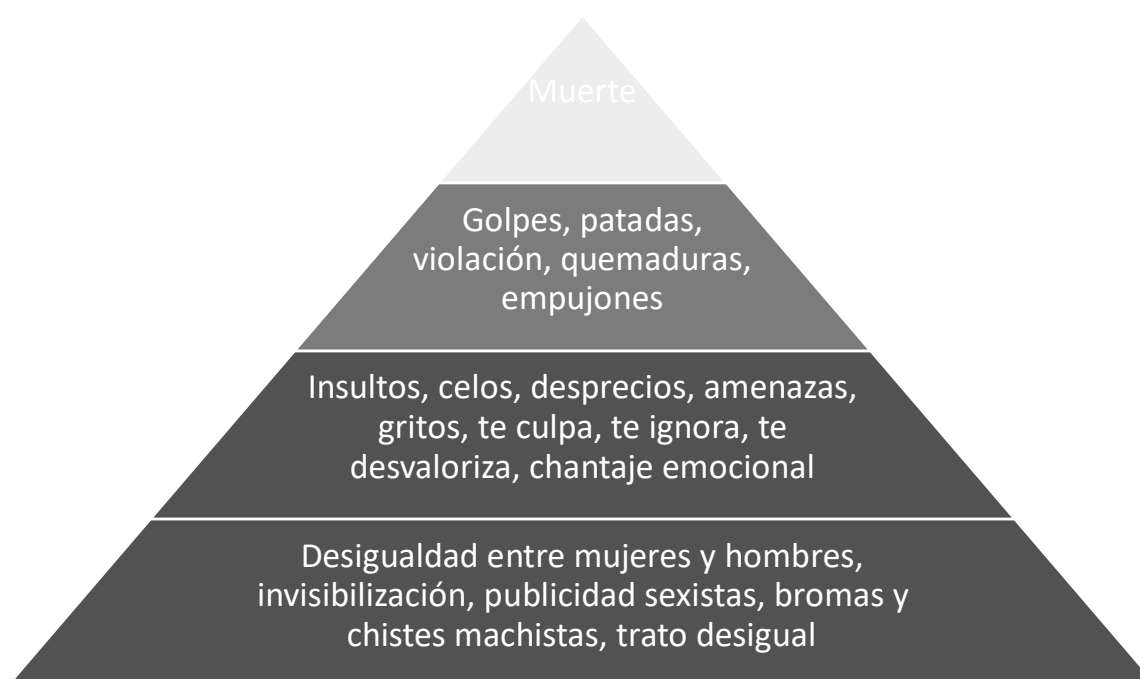 Muerte
Golpes, patadas,
violación, quemaduras,
empujones
Insultos, celos, desprecios, amenazas,
gritos, te culpa, te ignora, te
desvaloriza, chantaje emocional
Desigualdad entre mujeres y hombres,
invisibilización, publicidad sexistas, bromas y
chistes machistas, trato desigual